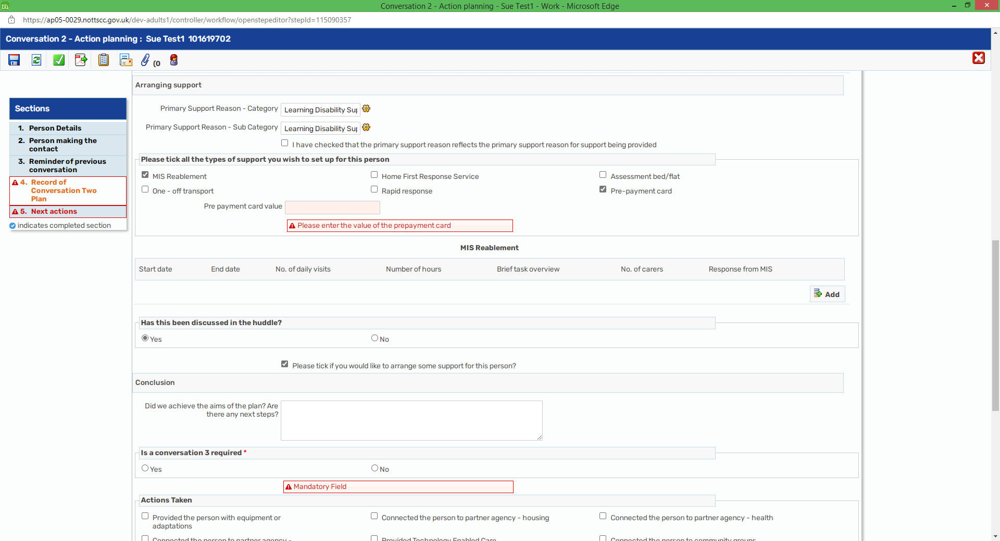 Conversation 2 - Action planning - Sue Test1 - Work - Microsoft Edge
https://ap05-0029.nottscc.gov.uk/dev-adults1/controller/workflow/openstepeditor?stepId=115090357
Conversation 2 - Action planning : Sue Test1 101619702
(0
Arranging support
Sections
1. Person Details
2. Person making the
contact
3. Reminder of previous
conversation
4. Record of
Conversation Two
Plan
5. Next actions
indicates completed section
Primary Support Reason - Category Learning Disability Sup
Primary Support Reason - Sub Category Learning Disability Sup
I have checked that the primary support reason reflects the primary support reason for support being provided
Please tick all the types of support you wish to set up for this person
MIS Reablement Home First Response Service Assessment bed/flat
One - off transport Rapid response Pre-payment card
Pre payment card value
Please enter the value of the prepayment card
MIS Reablement
Start date End date No. of daily visits Number of hours Brief task overview No. of carers Response from MIS
Add
Has this been discussed in the huddle?
Yes No
Please tick if you would like to arrange some support for this person?
Conclusion
Did we achieve the aims of the plan? Are
there any next steps?
Is a conversation 3 required *
Yes No
Mandatory Field
Actions Taken
Provided the person with equipment or
adaptations
Connected the person to partner agency - housing
Connected the person to partner agency - health
Connected the person to partner agency -
Provided Technology Enabled Care
Connected the person to community groups